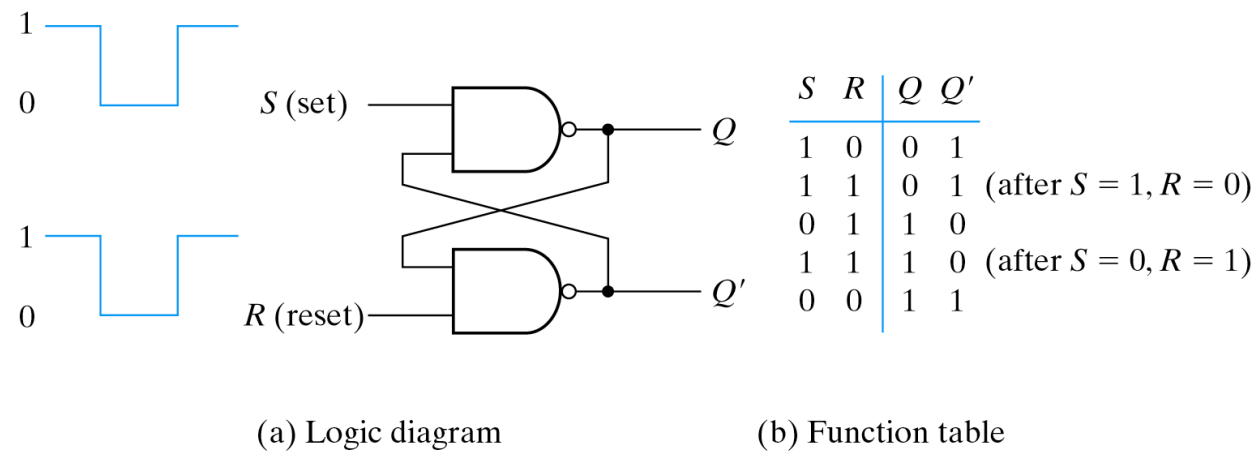 1
0
S (set)
Q
1
0
R (reset)
Q′
S R Q Q′
1 0 0 1
1 1 0 1 (after S = 1, R = 0)
0 1 1 0
1 1 1 0 (after S = 0, R = 1)
0 0 1 1
(a) Logic diagram
(b) Function table